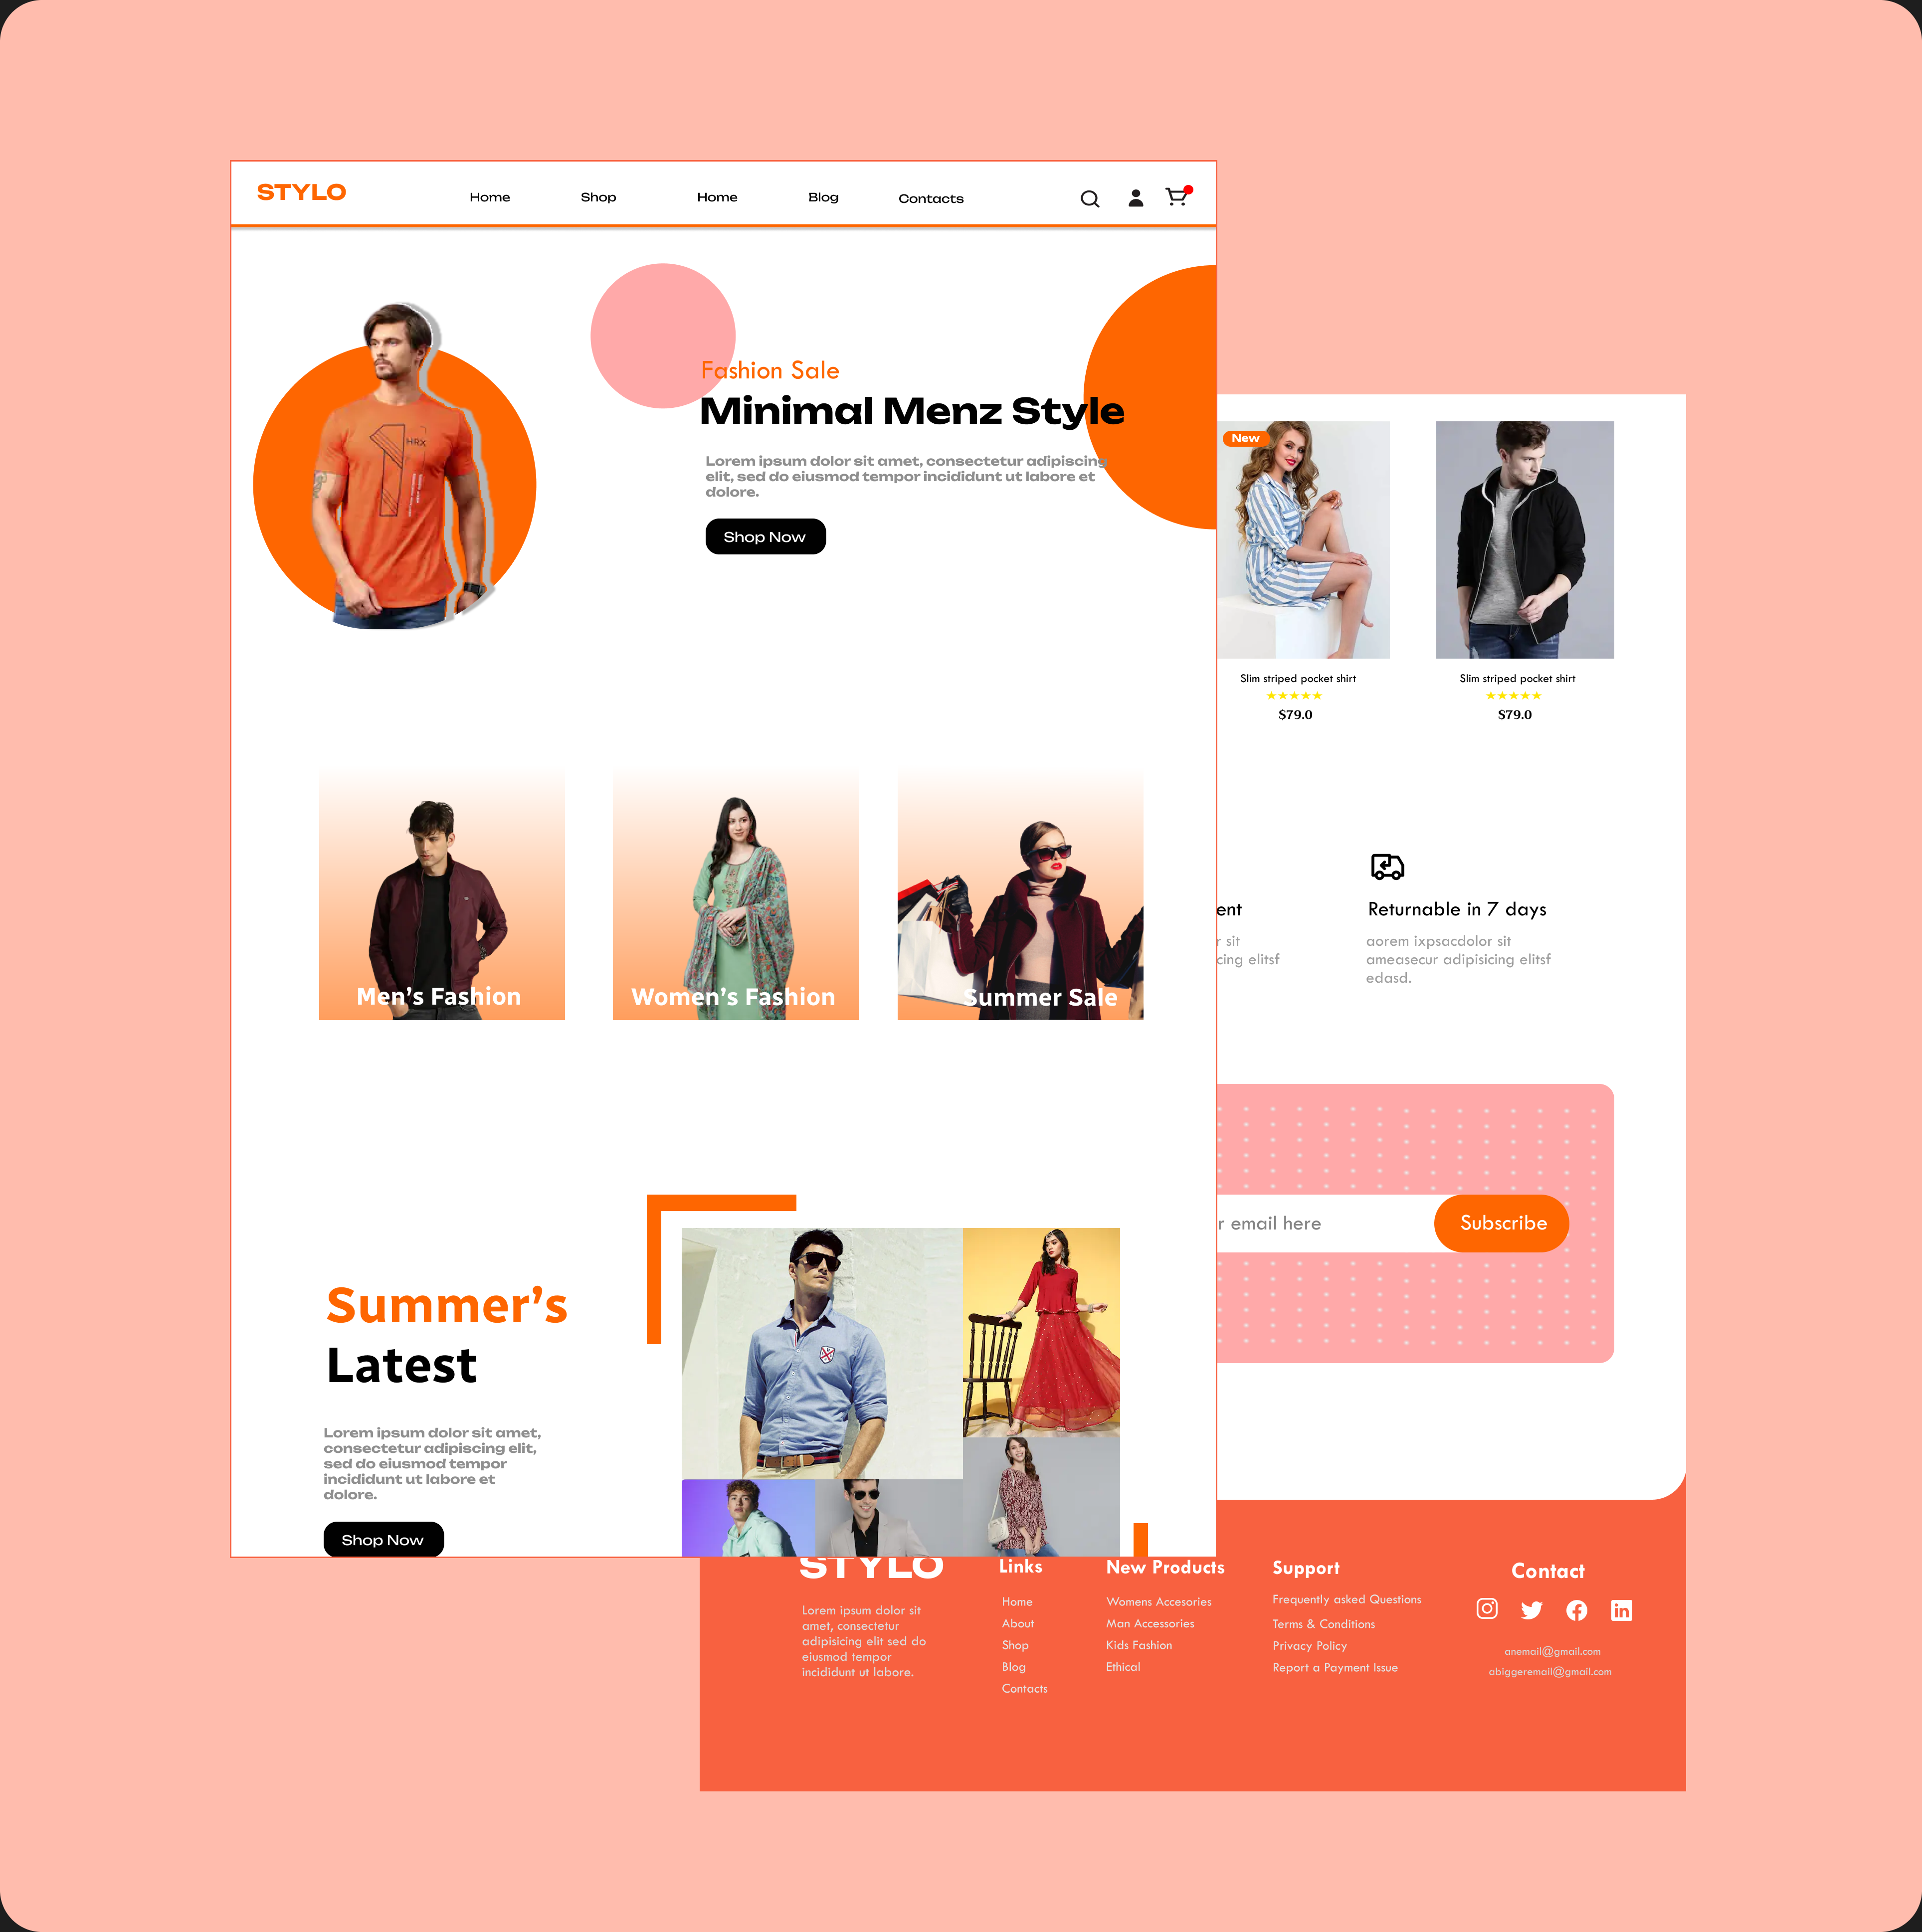 STYLO
Home
Shop
Home
Blog
Contacts
Fashion Sale
Minimal Menz Style
Lorem ipsum dolor sit amet, consectetur adipiscing
elit, sed do eiusmod tempor incididunt ut labore et
dolore.
Shop Now
HRX
Men’s Fashion
Women’s Fashion
Summer Sale
Summer’s
Latest
Lorem ipsum dolor sit amet,
consectetur adipiscing elit,
sed do eiusmod tempor
incididunt ut labore et
dolore.
Shop Now
New
Slim striped pocket shirt
$79.0
Slim striped pocket shirt
$79.0
ent
r sit
cing elitsf
Returnable in 7 days
aorem ixpsacdolor sit
ameasecur adipisicing elitsf
edasd.
r email here
Subscribe
STYLO
Lorem ipsum dolor sit
amet, consectetur
adipisicing elit sed do
eiusmod tempor
incididunt ut labore.
Links
Home
About
Shop
Blog
Contacts
New Products
Womens Accesories
Man Accessories
Kids Fashion
Ethical
Support
Frequently asked Questions
Terms & Conditions
Privacy Policy
Report a Payment Issue
Contact
anemail@gmail.com
abiggeremail@gmail.com